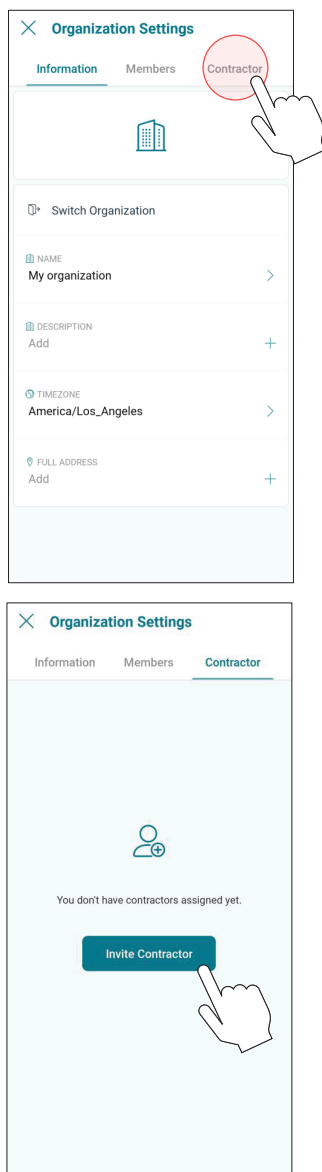 Organization Settings
Information Members Contractor
Switch Organization
NAME
My organization
DESCRIPTION
Add
TIMEZONE
America/Los_Angeles
FULL ADDRESS
Add
Organization Settings
Information Members Contractor
You don't have contractors assigned yet.
Invite Contractor